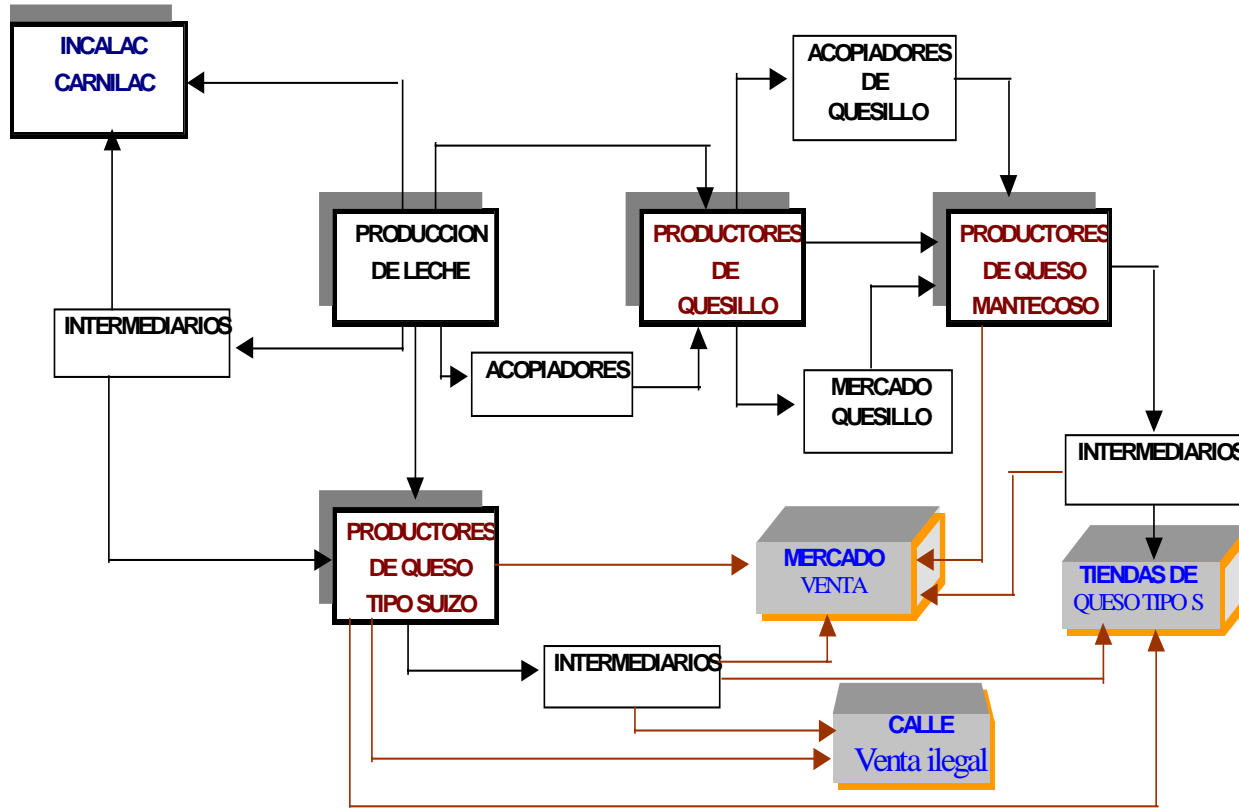 INCALAC
CARNILAC
ACOPIADORES
DE
QUESILLO
PRODUCCION
DE LECHE
PRODUCTORES
DE
QUESILLO
PRODUCTORES
DE QUESO
MANTECOSO
INTERMEDIARIOS
ACOPIADORES
MERCADO
QUESILLO
INTERMEDIARIOS
PRODUCTORES
DE QUESO
TIPO SUIZO
MERCADO
VENTA
TIENDAS DE
QUESO TIPO S
INTERMEDIARIOS
CALLE
Venta ilegal